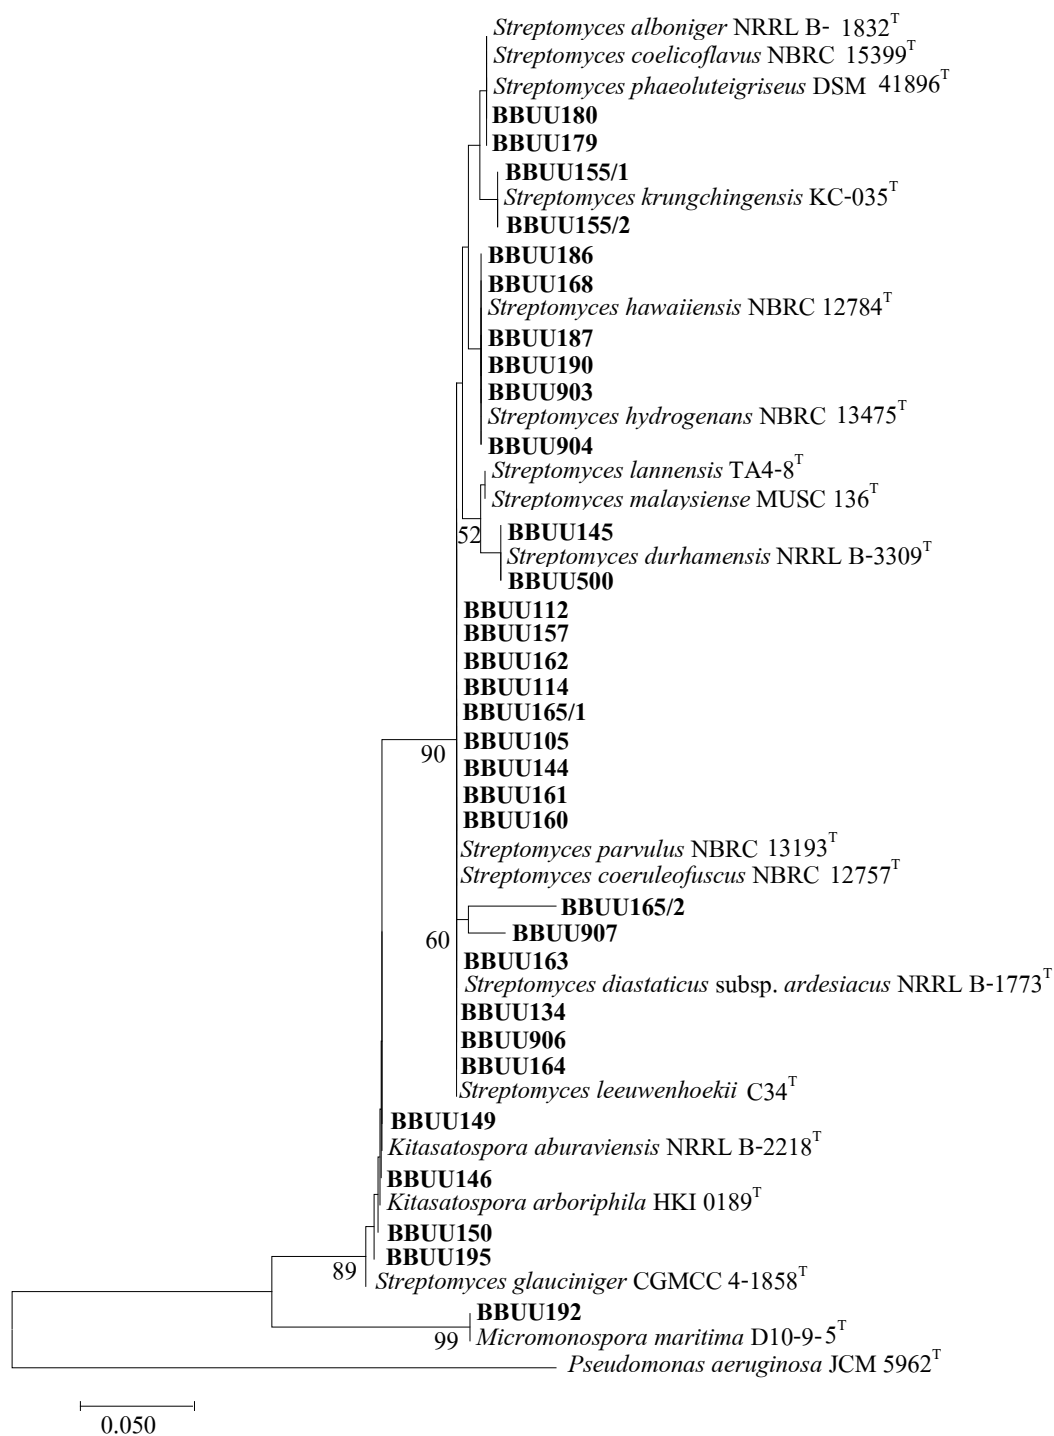 Streptomyces alboniger NRRL B- 1832T
Streptomyces coelicoflavus NBRC 15399T
Streptomyces phaeoluteigriseus DSM 41896T
BBUU180
BBUU179
BBUU155/1
Streptomyces krungchingensis KC-035T
BBUU155/2
BBUU186
BBUU168
Streptomyces hawaiiensis NBRC 12784T
BBUU187
BBUU190
BBUU903
Streptomyces hydrogenans NBRC 13475T
BBUU904
Streptomyces lannensis TA4-8T
Streptomyces malaysiense MUSC 136T
52
BBUU145
Streptomyces durhamensis NRRL B-3309T
BBUU500
BBUU112
BBUU157
BBUU162
BBUU114
BBUU165/1
BBUU105
90
BBUU144
BBUU161
BBUU160
Streptomyces parvulus NBRC 13193T
Streptomyces coeruleofuscus NBRC 12757T
BBUU165/2
60
BBUU907
BBUU163
Streptomyces diastaticus subsp. ardesiacus NRRL B-1773T
BBUU134
BBUU906
BBUU164
Streptomyces leeuwenhoekii C34T
BBUU149
Kitasatospora aburaviensis NRRL B-2218T
BBUU146
Kitasatospora arboriphila HKI 0189T
BBUU150
BBUU195
89
Streptomyces glauciniger CGMCC 4-1858T
BBUU192
99
Micromonospora maritima D10-9-5T
Pseudomonas aeruginosa JCM 5962T
0.050